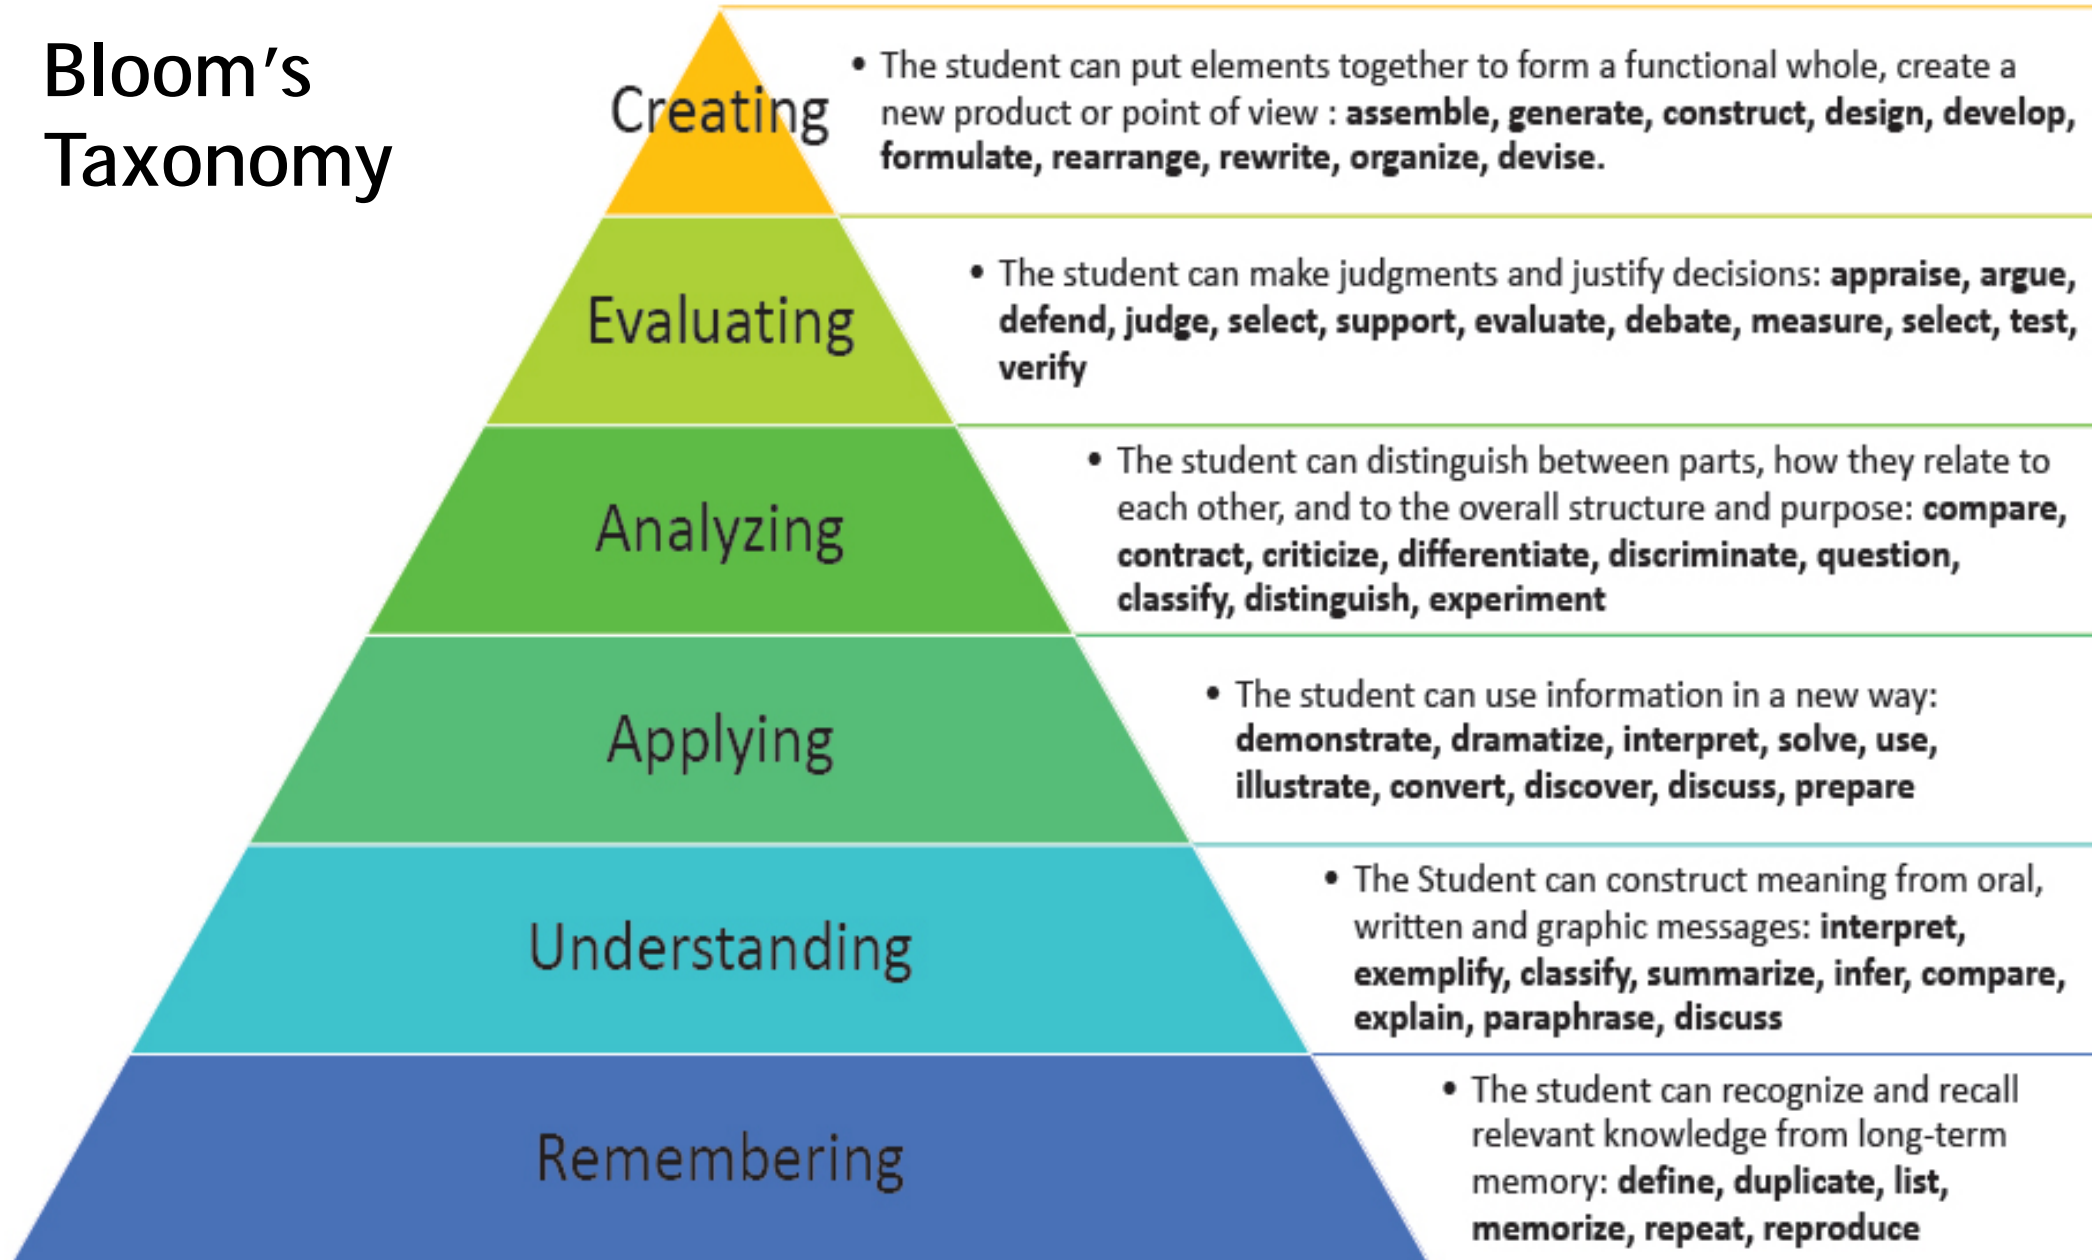 Bloom's
Taxonomy
Creating
• The student can put elements together to form a functional whole, create a
new product or point of view : assemble, generate, construct, design, develop,
formulate, rearrange, rewrite, organize, devise.
Evaluating
• The student can make judgments and justify decisions: appraise, argue,
defend, judge, select, support, evaluate, debate, measure, select, test,
verify
Analyzing
• The student can distinguish between parts, how they relate to
each other, and to the overall structure and purpose: compare,
contract, criticize, differentiate, discriminate, question,
classify, distinguish, experiment
Applying
• The student can use information in a new way:
demonstrate, dramatize, interpret, solve, use,
illustrate, convert, discover, discuss, prepare
Understanding
• The Student can construct meaning from oral,
written and graphic messages: interpret,
exemplify, classify, summarize, infer, compare,
explain, paraphrase, discuss
Remembering
• The student can recognize and recall
relevant knowledge from long-term
memory: define, duplicate, list,
memorize, repeat, reproduce